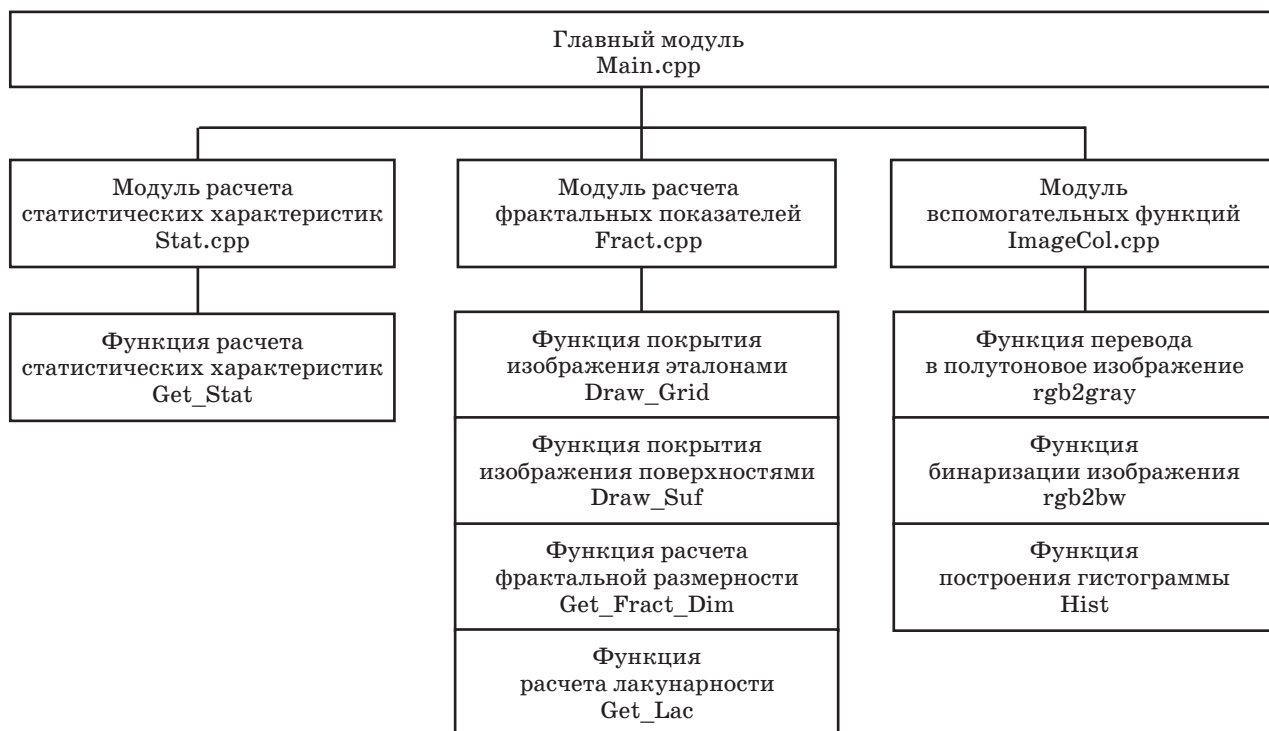 Главный модуль
Main.cpp
Модуль расчета
статистических характеристик
Stat.cpp
Модуль расчета
фрактальных показателей
Fract.cpp
Модуль
вспомогательных функций
ImageCol.cpp
Функция расчета
статистических характеристик
Get_Stat
Функция покрытия
изображения эталонами
Draw_Grid
Функция покрытия
изображения поверхностями
Draw_Suf
Функция расчета
фрактальной размерности
Get_Fract_Dim
Функция
расчета лакунарности
Get_Lac
Функция перевода
в полутоновое изображение
rgb2gray
Функция
бинаризации изображения
rgb2bw
Функция
построения гистограммы
Hist